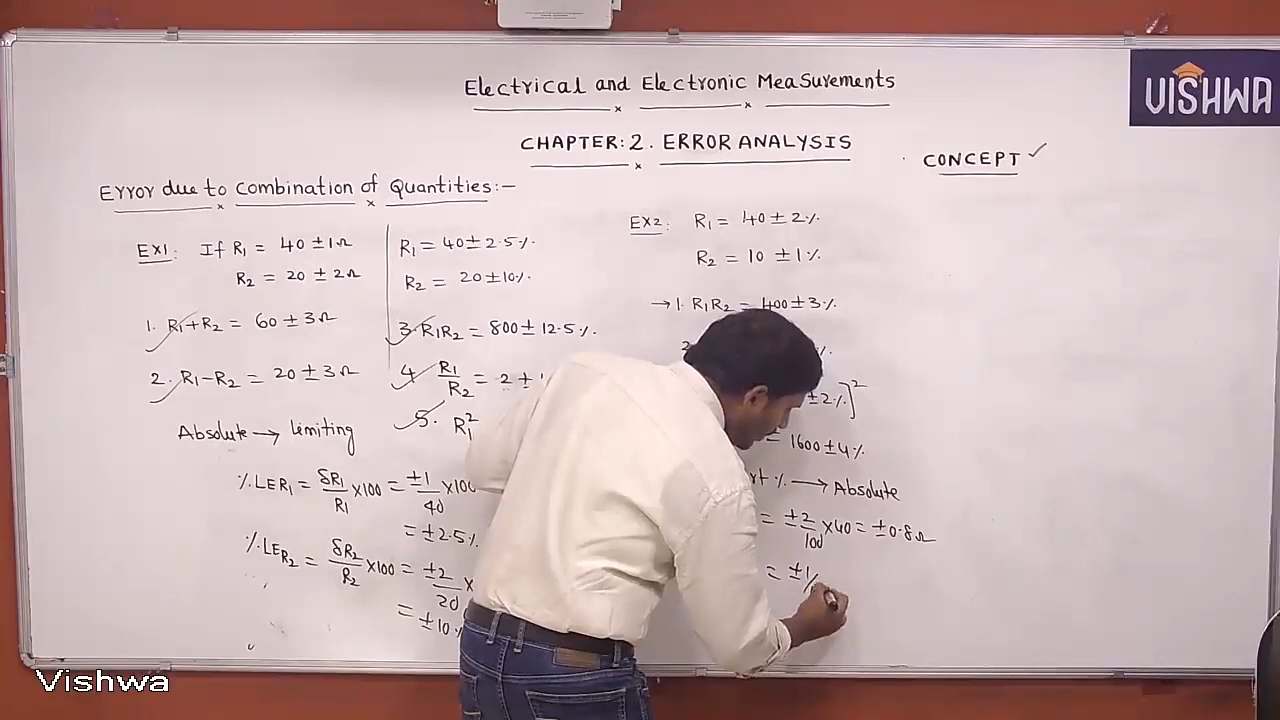 Electrical and Electronic Measurements
VISHWA
CHAPTER: 2. ERROR ANALYSIS
CONCEPT ✓
Error due to Combination of Quantities:-
EX1: If R1 = 40 ± 1Ω
R2 = 20 ± 2Ω
1. R1+R2 = 60 ± 3Ω
2. R1-R2 = 20 ± 3Ω
Absolute → limiting
%LER1 = δR1/R1 x100 = ±1/40 x100
= ±2.5%
%LER2 = δR2/R2 x100 = ±2/20 x
= ±10%
R1 = 40 ± 2.5%
R2 = 20 ± 10%
3. R1R2 = 800 ± 12.5%
4. R1/R2 = 2 ±
5. R1²
EX2: R1 = 40 ± 2%
R2 = 10 ± 1%
→ 1. R1R2 = 400 ± 3%
%
±2%]²
= 1600 ± 4%
% → Absolute
= ±2/100 x40 = ±0.8Ω
= ±1/
Vishwa